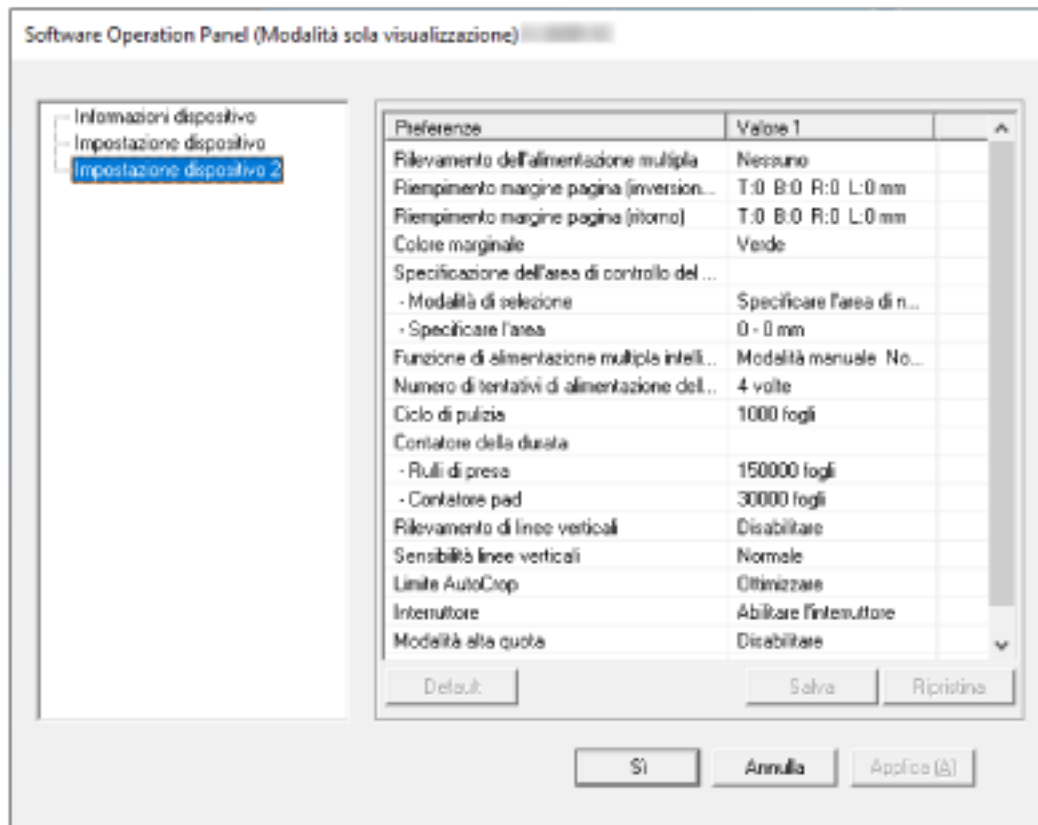 Software Operation Panel (Modalità sola visualizzazione)
Informazioni dispositivo
Impostazione dispositivo
Impostazione dispositivo 2
Preferenze Valore 1
Rilevamento dell'alimentazione multipla Nessuno
Riempimento margine pagina (inversion... T:0 B:0 R:0 L:0 mm
Riempimento margine pagina (ritorno) T:0 B:0 R:0 L:0 mm
Colore marginale Verde
Specificazione dell'area di controllo del ...
- Modalità di selezione Specificare l'area di n...
- Specificare l'area 0 - 0 mm
Funzione di alimentazione multipla intelli... Modalità manuale No...
Numero di tentativi di alimentazione dell... 4 volte
Ciclo di pulizia 1000 fogli
Contatore della durata
- Rulli di presa 150000 fogli
- Contatore pad 30000 fogli
Rilevamento di linee verticali Disabilitare
Sensibilità linee verticali Normale
Limite AutoCrop Ottimizzare
Interruttore Abilitare l'interruttore
Modalità alta quota Disabilitare
Default Salva Ripristina
Sì Annulla Applica (A)